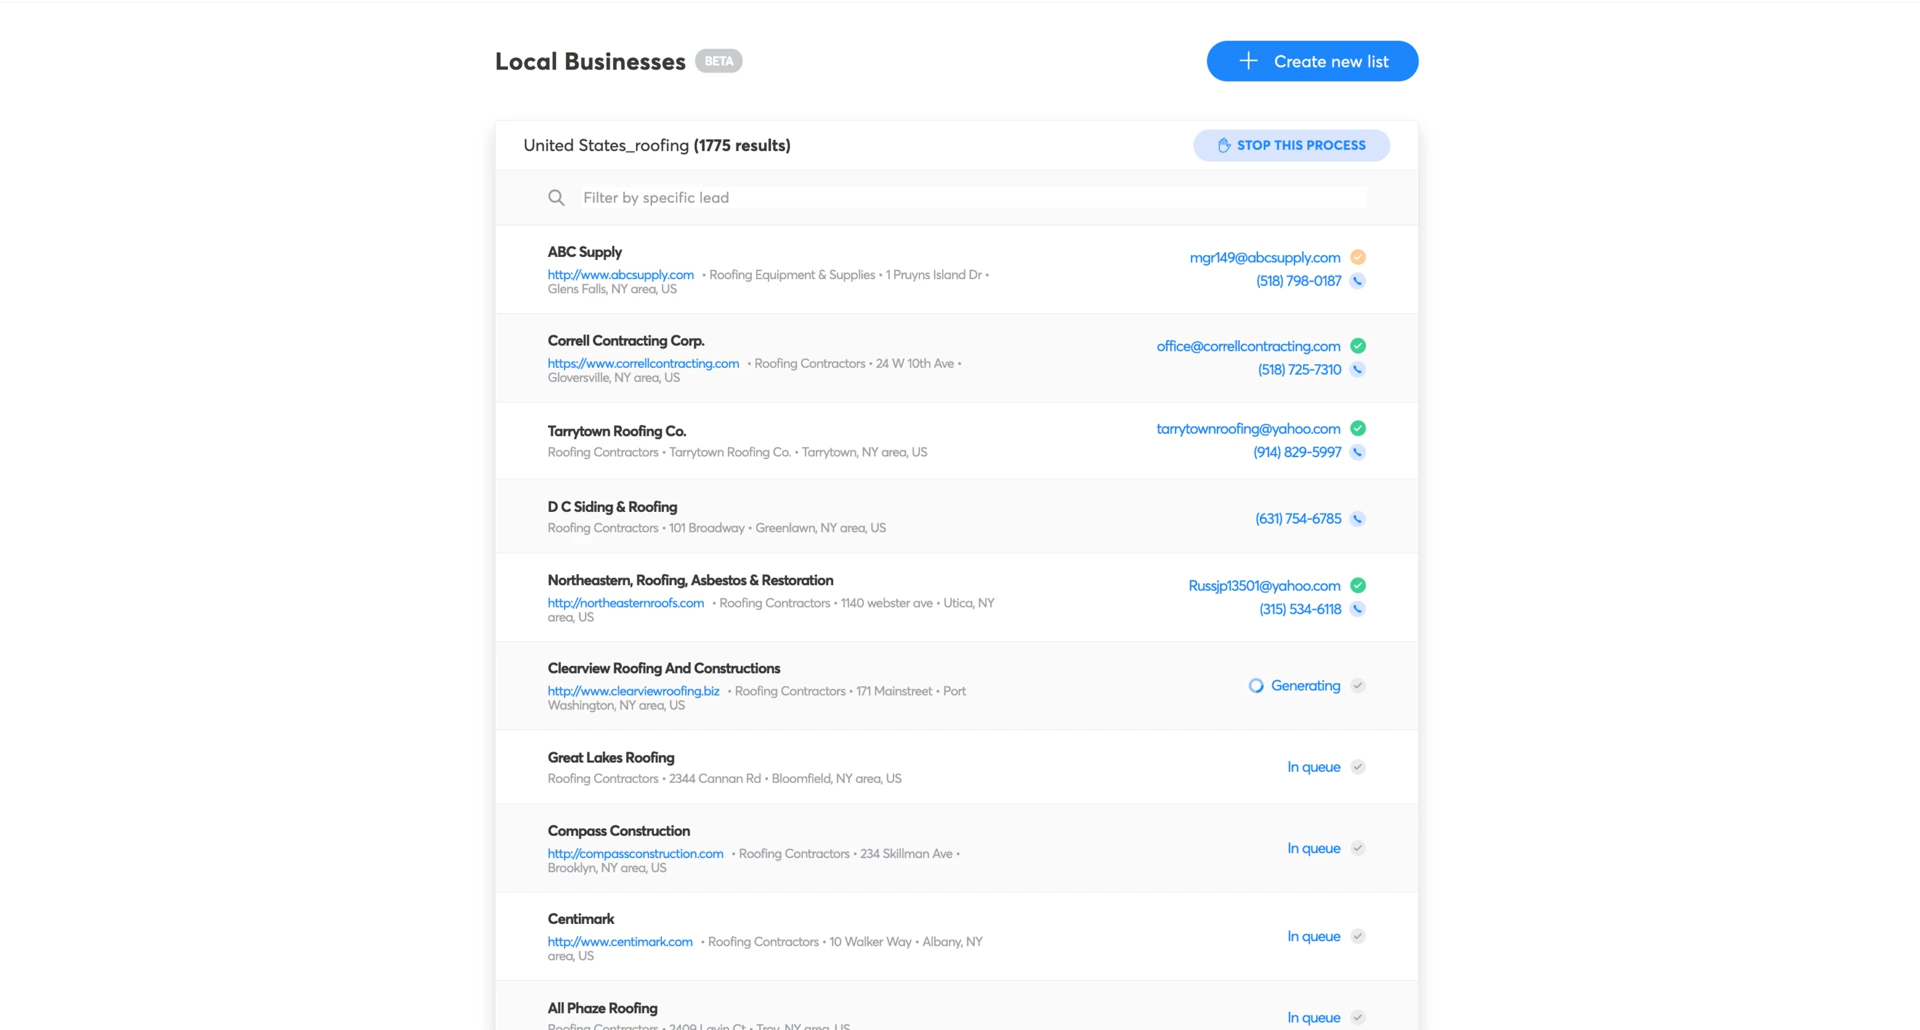 Local Businesses BETA
Create new list
United States_roofing (1775 results)
STOP THIS PROCESS
Filter by specific lead
ABC Supply
http://www.abcsupply.com • Roofing Equipment & Supplies • 1 Pruyns Island Dr •
Glens Falls, NY area, US
mgr149@abcsupply.com
(518) 798-0187
Correll Contracting Corp.
https://www.correllcontracting.com • Roofing Contractors • 24 W 10th Ave •
Gloversville, NY area, US
office@correllcontracting.com
(518) 725-7310
Tarrytown Roofing Co.
Roofing Contractors • Tarrytown Roofing Co. • Tarrytown, NY area, US
tarrytownroofing@yahoo.com
(914) 829-5997
D C Siding & Roofing
Roofing Contractors • 101 Broadway • Greenlawn, NY area, US
(631) 754-6785
Northeastern, Roofing, Asbestos & Restoration
http://northeasternroofs.com • Roofing Contractors • 1140 webster ave • Utica, NY
area, US
Russjp13501@yahoo.com
(315) 534-6118
Clearview Roofing And Constructions
http://www.clearviewroofing.biz • Roofing Contractors • 171 Mainstreet • Port
Washington, NY area, US
Generating
Great Lakes Roofing
Roofing Contractors • 2344 Cannan Rd • Bloomfield, NY area, US
In queue
Compass Construction
http://compassconstruction.com • Roofing Contractors • 234 Skillman Ave •
Brooklyn, NY area, US
In queue
Centimark
http://www.centimark.com • Roofing Contractors • 10 Walker Way • Albany, NY
area, US
In queue
All Phaze Roofing
Roofing Contractors • 2409 Lavin Ct • Troy, NY area, US
In queue